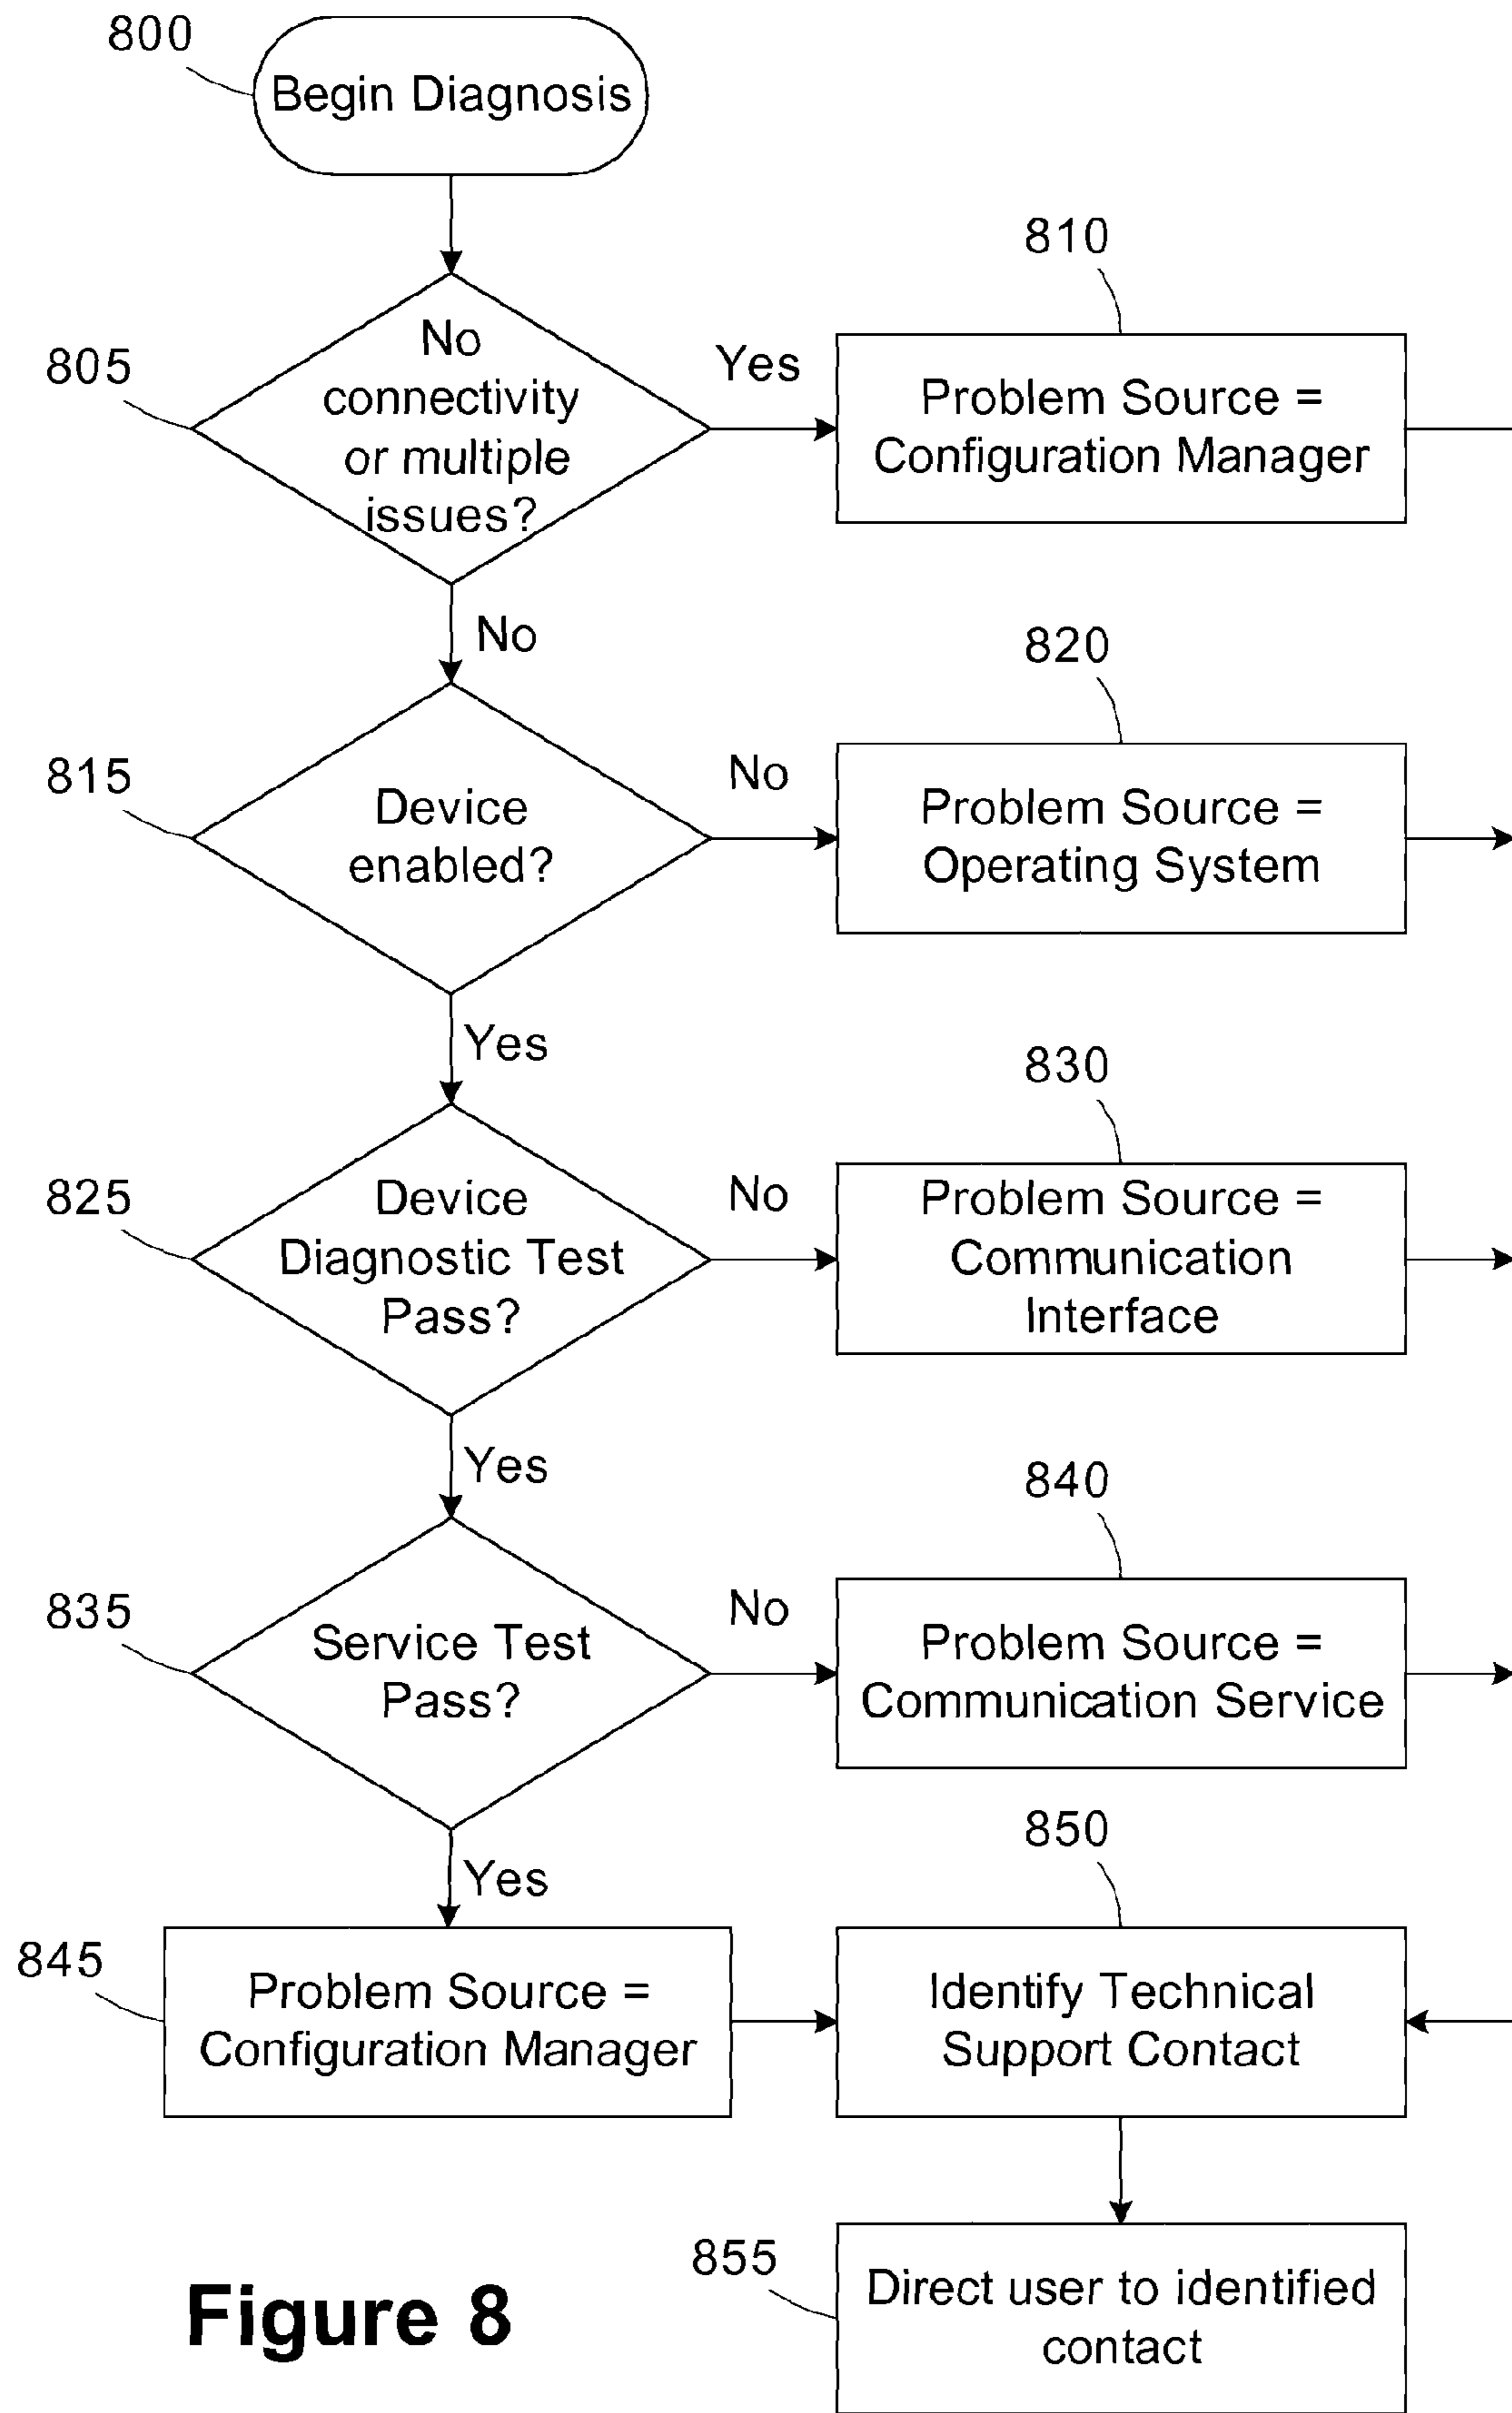 800
Begin Diagnosis
805
No
connectivity
or multiple
issues?
Yes
810
Problem Source =
Configuration Manager
No
815
Device
enabled?
No
820
Problem Source =
Operating System
Yes
825
Device
Diagnostic Test
Pass?
No
830
Problem Source =
Communication
Interface
Yes
835
Service Test
Pass?
No
840
Problem Source =
Communication Service
Yes
845
Problem Source =
Configuration Manager
850
Identify Technical
Support Contact
855
Direct user to identified
contact
Figure 8